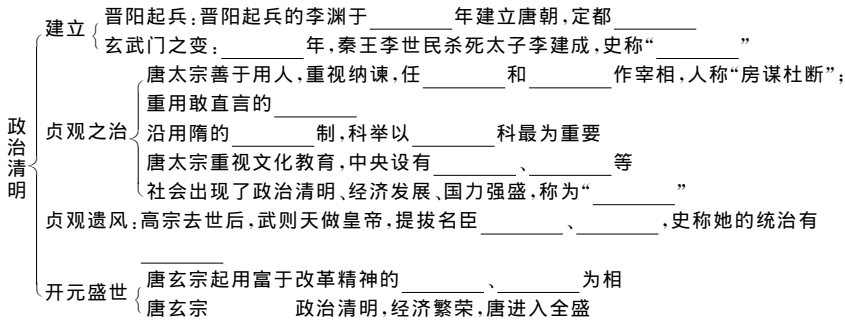 政治清明
建立
晋阳起兵:晋阳起兵的李渊于________年建立唐朝,定都________
玄武门之变:________年,秦王李世民杀死太子李建成,史称“________”
贞观之治
唐太宗善于用人,重视纳谏,任________和________作宰相,人称“房谋杜断”;
重用敢直言的________
沿用隋的________制,科举以________科最为重要
唐太宗重视文化教育,中央设有________、________等
社会出现了政治清明、经济发展、国力强盛,称为“________”
贞观遗风:高宗去世后,武则天做皇帝,提拔名臣________、________,史称她的统治有
________
开元盛世
唐玄宗起用富于改革精神的________、________为相
唐玄宗 政治清明,经济繁荣,唐进入全盛